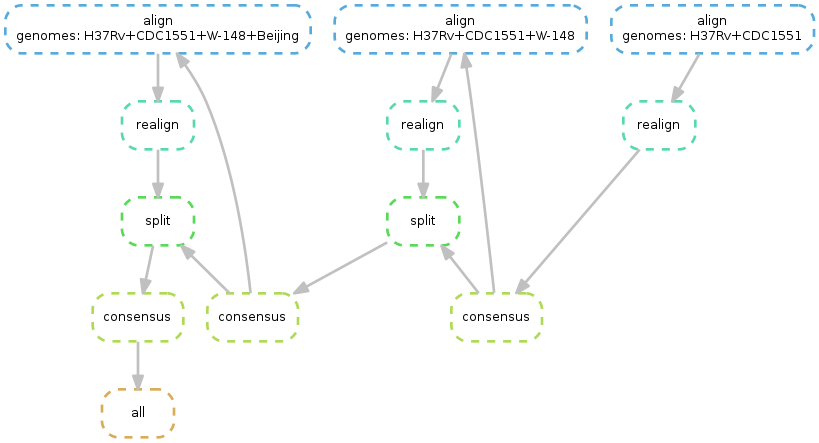 align
genomes: H37Rv+CDC1551+W-148+Beijing
align
genomes: H37Rv+CDC1551+W-148
align
genomes: H37Rv+CDC1551
realign
realign
realign
split
split
consensus
consensus
consensus
all